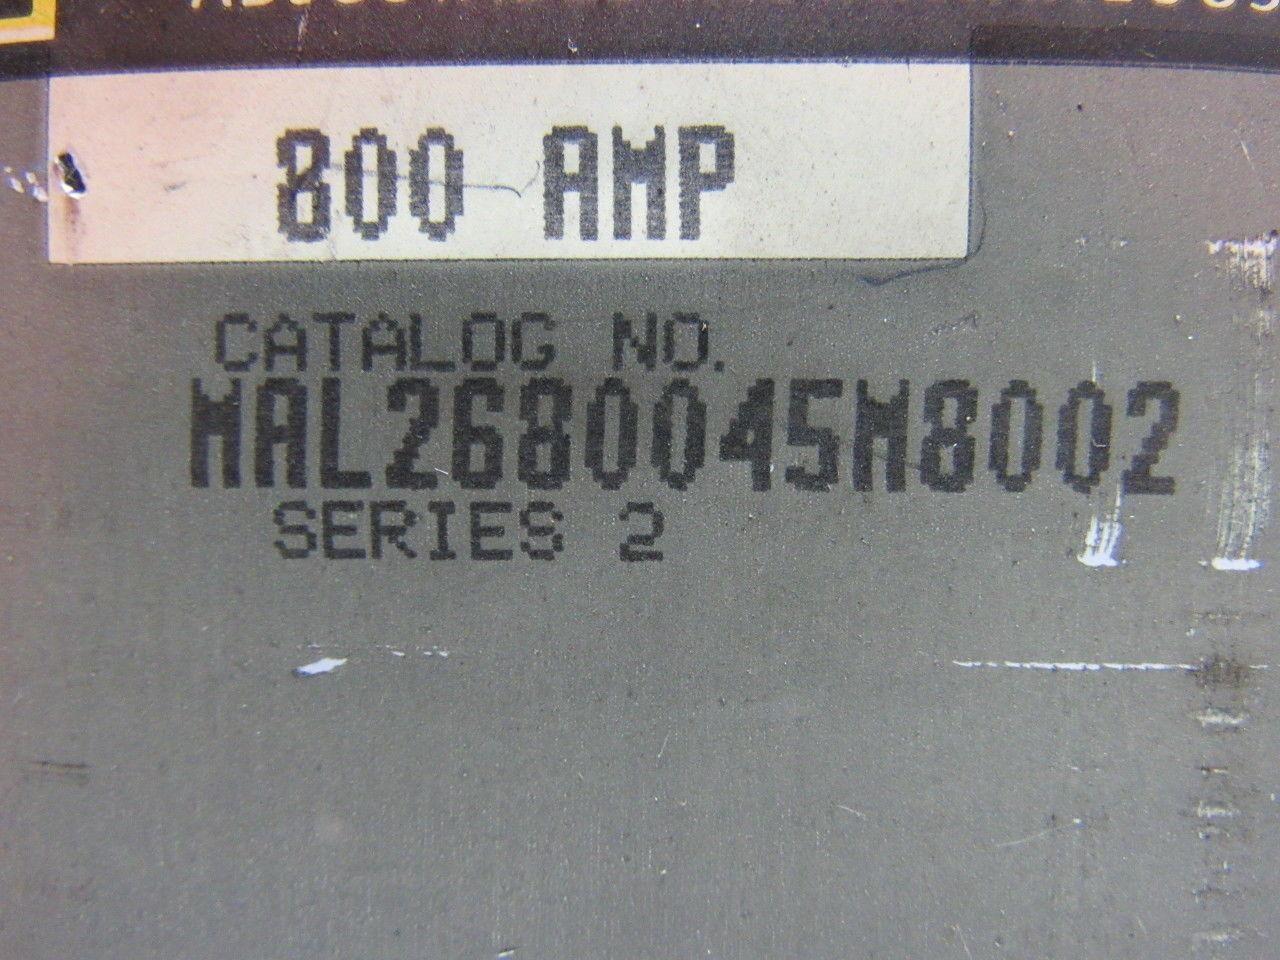 800 AMP
CATALOG NO.
MAL2680045M8002
SERIES 2